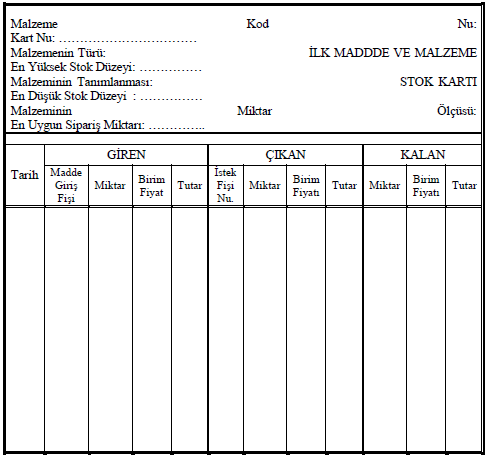 Malzeme Kod Nu:
Kart Nu: ……………………………
Malzemenin Türü: İLK MADDDE VE MALZEME
En Yüksek Stok Düzeyi: ……………
Malzeminin Tanımlanması: STOK KARTI
En Düşük Stok Düzeyi : ……………
Malzeminin Miktar Ölçüsü:
En Uygun Sipariş Miktarı: …………..
Tarih GİREN ÇIKAN KALAN
Madde Giriş Fişi Miktar Birim Fiyat Tutar İstek Fişi Nu. Miktar Birim Fiyatı Tutar Miktar Birim Fiyatı Tutar